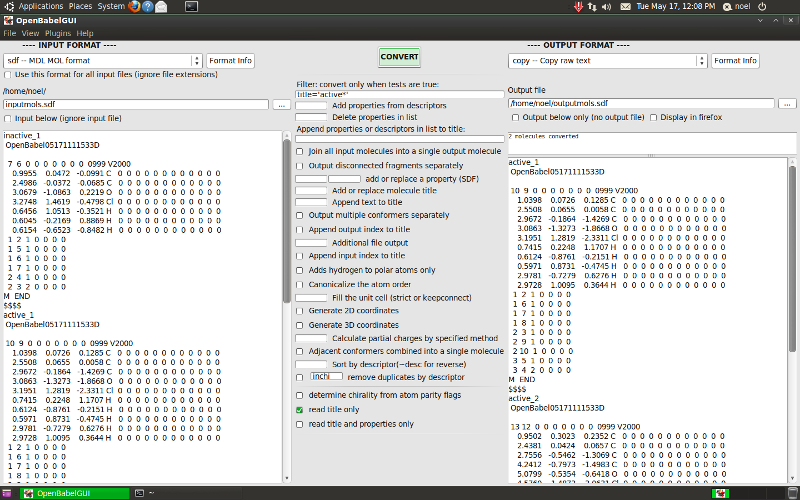 Applications Places System
Tue May 17, 12:08 PM noel
OpenBabelGUI
File View Plugins Help
---- INPUT FORMAT ----
sdf -- MDL MOL format
Format Info
Use this format for all input files (ignore file extensions)
/home/noel/
inputmols.sdf
...
Input below (ignore input file)
inactive_1
OpenBabel05171111533D
7 6 0 0 0 0 0 0 0 0999 V2000
0.9955 0.0472 -0.0991 C 0 0 0 0 0 0 0 0 0 0 0 0
2.4986 -0.0372 -0.0685 C 0 0 0 0 0 0 0 0 0 0 0 0
3.0679 -1.0863 0.2219 O 0 0 0 0 0 0 0 0 0 0 0 0
3.2748 1.4619 -0.4798 Cl 0 0 0 0 0 0 0 0 0 0 0 0
0.6456 1.0513 -0.3521 H 0 0 0 0 0 0 0 0 0 0 0 0
0.6045 -0.2169 0.8869 H 0 0 0 0 0 0 0 0 0 0 0 0
0.6154 -0.6523 -0.8482 H 0 0 0 0 0 0 0 0 0 0 0 0
1 2 1 0 0 0 0
1 5 1 0 0 0 0
1 6 1 0 0 0 0
1 7 1 0 0 0 0
2 4 1 0 0 0 0
2 3 2 0 0 0 0
M END
$$$$
active_1
OpenBabel05171111533D
10 9 0 0 0 0 0 0 0 0999 V2000
1.0398 0.0726 0.1285 C 0 0 0 0 0 0 0 0 0 0 0 0
2.5508 0.0655 0.0058 C 0 0 0 0 0 0 0 0 0 0 0 0
2.9672 -0.1864 -1.4269 C 0 0 0 0 0 0 0 0 0 0 0 0
3.0863 -1.3273 -1.8668 O 0 0 0 0 0 0 0 0 0 0 0 0
3.1951 1.2819 -2.3311 Cl 0 0 0 0 0 0 0 0 0 0 0 0
0.7415 0.2248 1.1707 H 0 0 0 0 0 0 0 0 0 0 0 0
0.6124 -0.8761 -0.2151 H 0 0 0 0 0 0 0 0 0 0 0 0
0.5971 0.8731 -0.4745 H 0 0 0 0 0 0 0 0 0 0 0 0
2.9781 -0.7279 0.6276 H 0 0 0 0 0 0 0 0 0 0 0 0
2.9728 1.0095 0.3644 H 0 0 0 0 0 0 0 0 0 0 0 0
1 2 1 0 0 0 0
1 6 1 0 0 0 0
1 7 1 0 0 0 0
1 8 1 0 0 0 0
CONVERT
Filter: convert only when tests are true:
title='active*'
Add properties from descriptors
Delete properties in list
Append properties or descriptors in list to title:
Join all input molecules into a single output molecule
Output disconnected fragments separately
add or replace a property (SDF)
Add or replace molecule title
Append text to title
Output multiple conformers separately
Append output index to title
Additional file output
Append input index to title
Adds hydrogen to polar atoms only
Canonicalize the atom order
Fill the unit cell (strict or keepconnect)
Generate 2D coordinates
Generate 3D coordinates
Calculate partial charges by specified method
Adjacent conformers combined into a single molecule
Sort by descriptor(~desc for reverse)
inchi remove duplicates by descriptor
determine chirality from atom parity flags
read title only
read title and properties only
---- OUTPUT FORMAT ----
copy -- Copy raw text
Format Info
Output file
/home/noel/outputmols.sdf
...
Output below only (no output file) Display in firefox
2 molecules converted
active_1
OpenBabel05171111533D
10 9 0 0 0 0 0 0 0 0999 V2000
1.0398 0.0726 0.1285 C 0 0 0 0 0 0 0 0 0 0 0 0
2.5508 0.0655 0.0058 C 0 0 0 0 0 0 0 0 0 0 0 0
2.9672 -0.1864 -1.4269 C 0 0 0 0 0 0 0 0 0 0 0 0
3.0863 -1.3273 -1.8668 O 0 0 0 0 0 0 0 0 0 0 0 0
3.1951 1.2819 -2.3311 Cl 0 0 0 0 0 0 0 0 0 0 0 0
0.7415 0.2248 1.1707 H 0 0 0 0 0 0 0 0 0 0 0 0
0.6124 -0.8761 -0.2151 H 0 0 0 0 0 0 0 0 0 0 0 0
0.5971 0.8731 -0.4745 H 0 0 0 0 0 0 0 0 0 0 0 0
2.9781 -0.7279 0.6276 H 0 0 0 0 0 0 0 0 0 0 0 0
2.9728 1.0095 0.3644 H 0 0 0 0 0 0 0 0 0 0 0 0
1 2 1 0 0 0 0
1 6 1 0 0 0 0
1 7 1 0 0 0 0
1 8 1 0 0 0 0
2 3 1 0 0 0 0
2 9 1 0 0 0 0
2 10 1 0 0 0 0
3 5 1 0 0 0 0
3 4 2 0 0 0 0
M END
$$$$
active_2
OpenBabel05171111533D
13 12 0 0 0 0 0 0 0 0999 V2000
0.9502 0.3023 0.2352 C 0 0 0 0 0 0 0 0 0 0 0 0
2.4381 0.0424 0.0657 C 0 0 0 0 0 0 0 0 0 0 0 0
2.7556 -0.5462 -1.3069 C 0 0 0 0 0 0 0 0 0 0 0 0
4.2412 -0.7973 -1.4983 C 0 0 0 0 0 0 0 0 0 0 0 0
5.0799 -0.5354 -0.6418 O 0 0 0 0 0 0 0 0 0 0 0 0
OpenBabelGUI
~